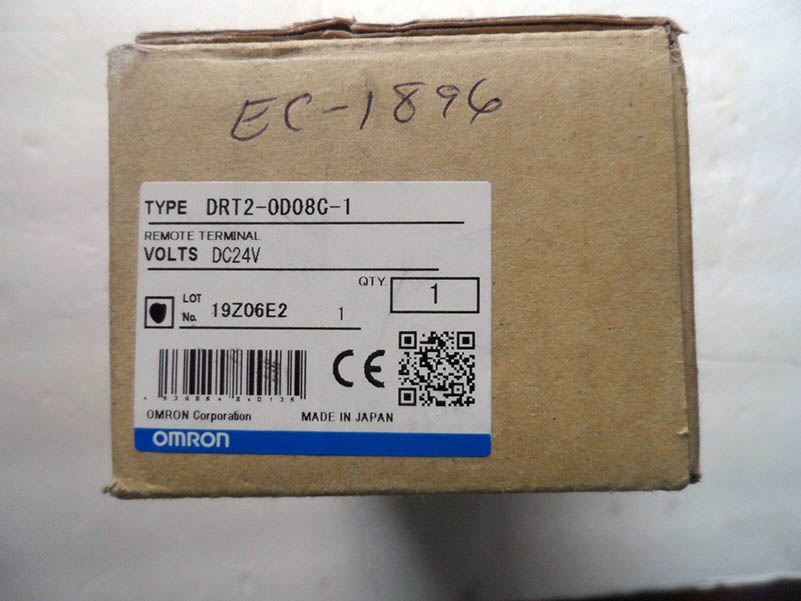 EC-1896
TYPE DRT2-OD08C-1
REMOTE TERMINAL
VOLTS DC24V
QTY. 1
LOT No. 19Z06E2 1
CE
OMRON Corporation MADE IN JAPAN
OMRON